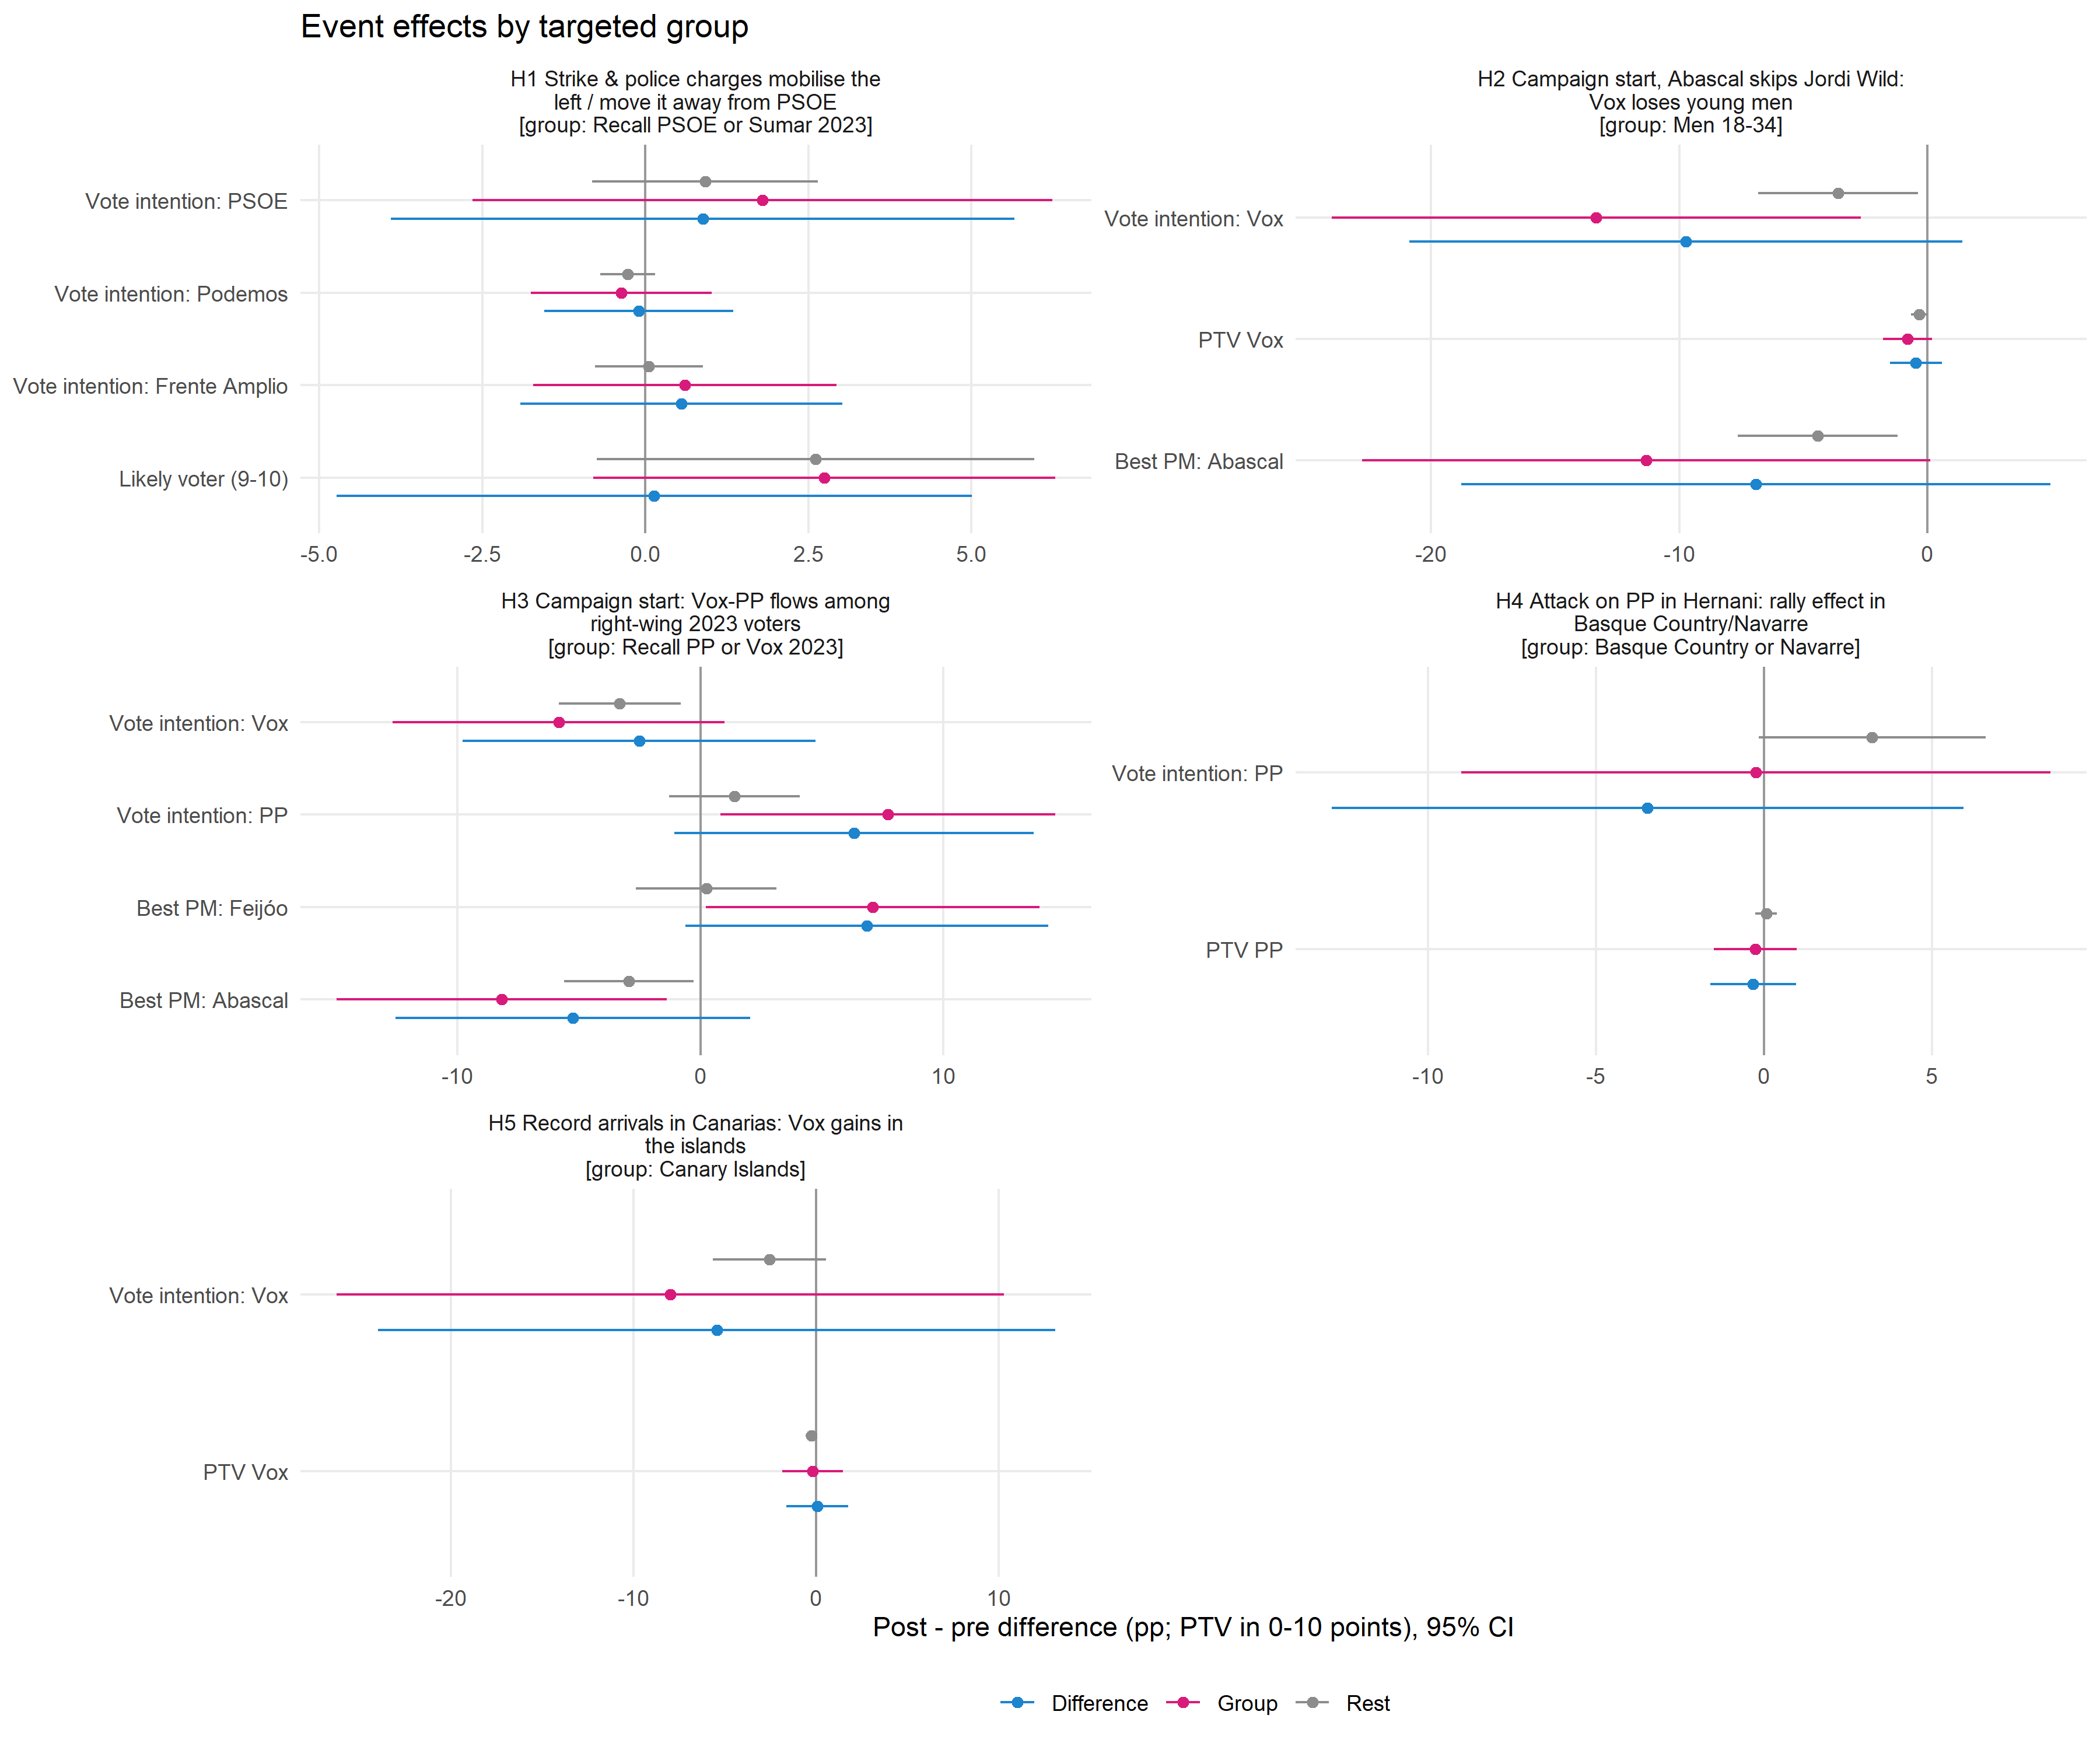 Event effects by targeted group
H1 Strike & police charges mobilise the
left / move it away from PSOE
[group: Recall PSOE or Sumar 2023]
Vote intention: PSOE
Vote intention: Podemos
Vote intention: Frente Amplio
Likely voter (9-10)
-5.0 -2.5 0.0 2.5 5.0
H2 Campaign start, Abascal skips Jordi Wild:
Vox loses young men
[group: Men 18-34]
Vote intention: Vox
PTV Vox
Best PM: Abascal
-20 -10 0
H3 Campaign start: Vox-PP flows among
right-wing 2023 voters
[group: Recall PP or Vox 2023]
Vote intention: Vox
Vote intention: PP
Best PM: Feijóo
Best PM: Abascal
-10 0 10
H4 Attack on PP in Hernani: rally effect in
Basque Country/Navarre
[group: Basque Country or Navarre]
Vote intention: PP
PTV PP
-10 -5 0 5
H5 Record arrivals in Canarias: Vox gains in
the islands
[group: Canary Islands]
Vote intention: Vox
PTV Vox
-20 -10 0 10
Post - pre difference (pp; PTV in 0-10 points), 95% CI
Difference Group Rest